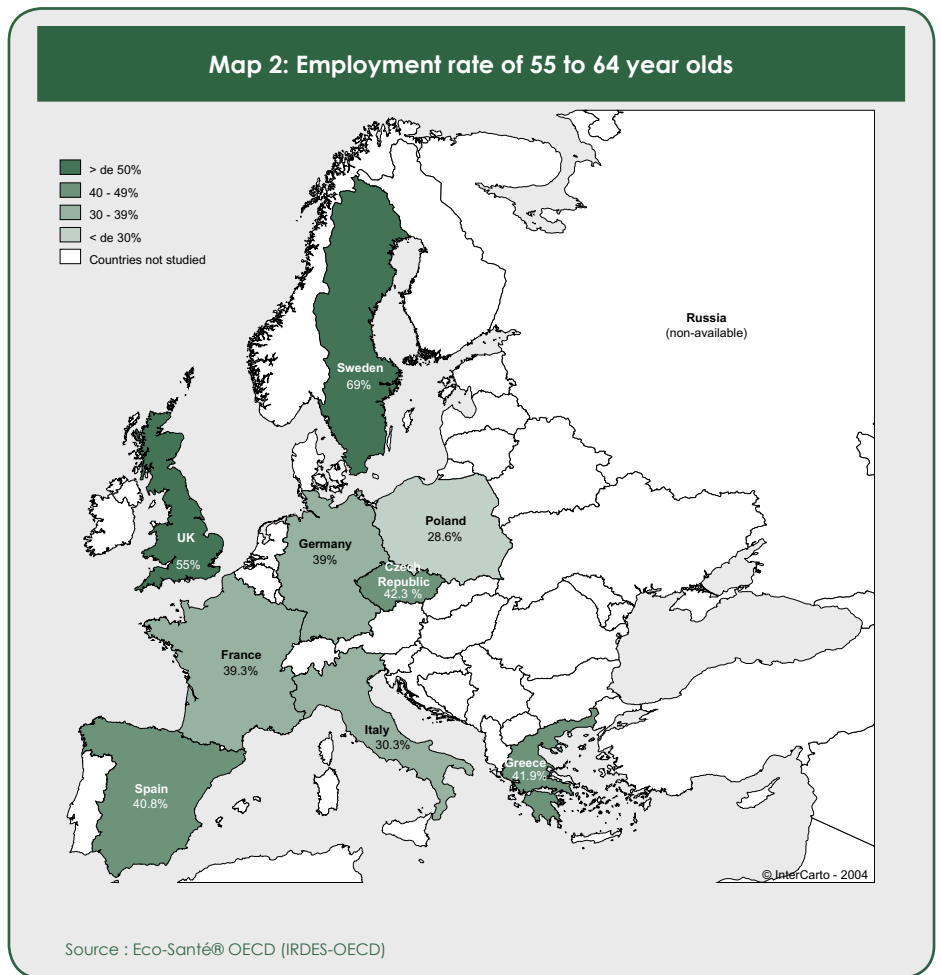 Map 2: Employment rate of 55 to 64 year olds
> de 50%
40 - 49%
30 - 39%
< de 30%
Countries not studied
Russia
(non-available)
Sweden
69%
UK
55%
Germany
39%
Poland
28.6%
Czech
Republic
42.3 %
France
39.3%
Italy
30.3%
Spain
40.8%
Greece
41.9%
© InterCarto - 2004
Source : Eco-Santé® OECD (IRDES-OECD)